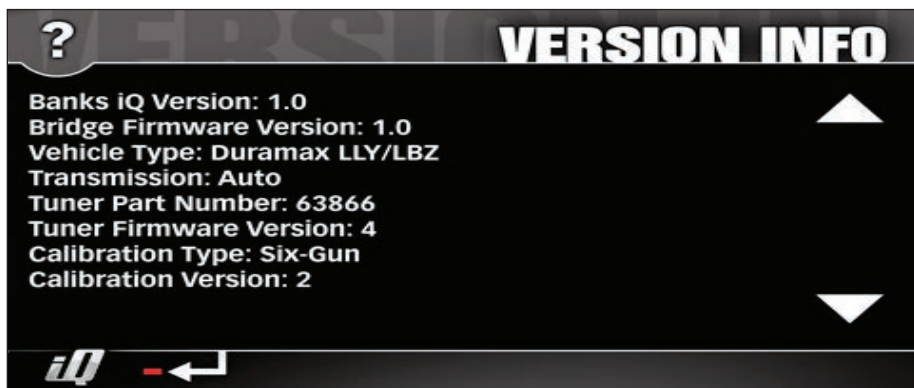 ?
VERSION INFO
Banks iQ Version: 1.0
Bridge Firmware Version: 1.0
Vehicle Type: Duramax LLY/LBZ
Transmission: Auto
Tuner Part Number: 63866
Tuner Firmware Version: 4
Calibration Type: Six-Gun
Calibration Version: 2
iQ